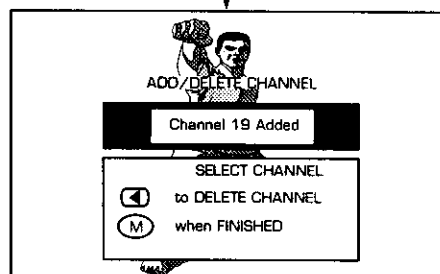 ADD/DELETE CHANNEL
Channel 19 Added
SELECT CHANNEL
to DELETE CHANNEL
M when FINISHED